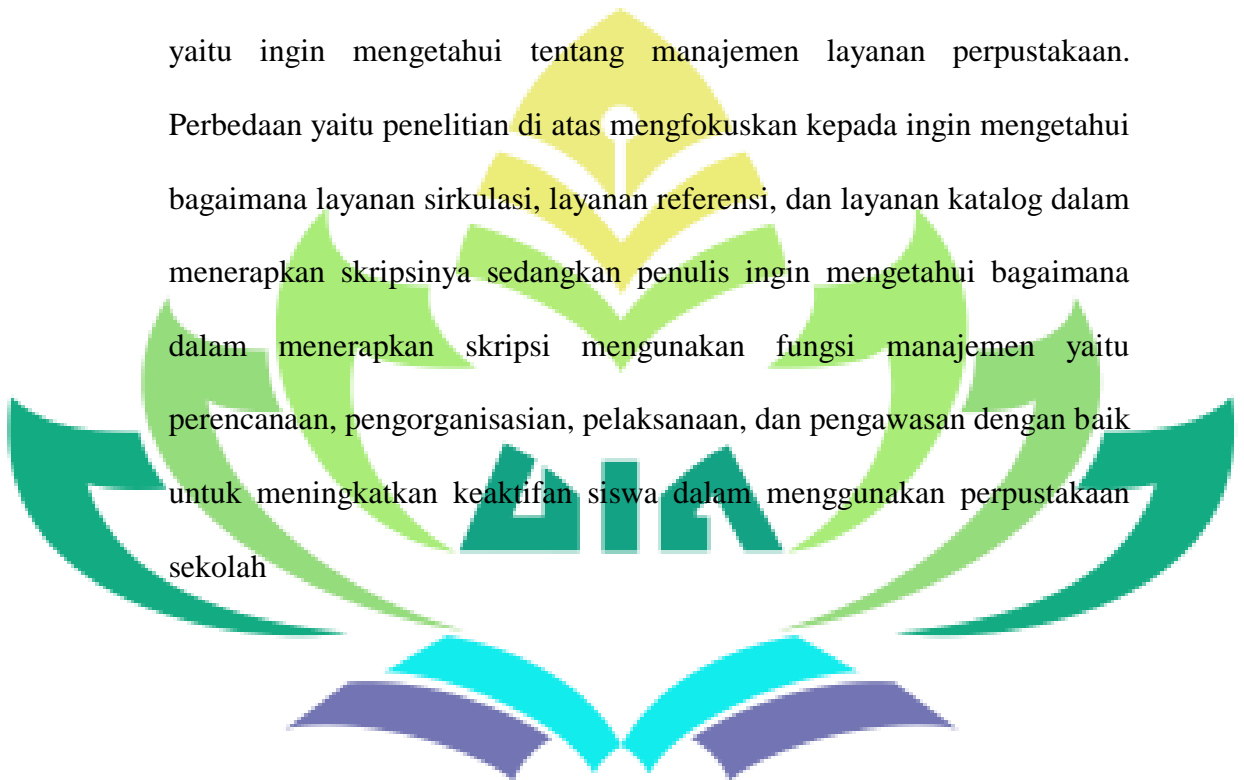 yaitu ingin mengetahui tentang manajemen layanan perpustakaan.
Perbedaan yaitu penelitian di atas mengfokuskan kepada ingin mengetahui
bagaimana layanan sirkulasi, layanan referensi, dan layanan katalog dalam
menerapkan skripsinya sedangkan penulis ingin mengetahui bagaimana
dalam menerapkan skripsi mengunakan fungsi manajemen yaitu
perencanaan, pengorganisasian, pelaksanaan, dan pengawasan dengan baik
untuk meningkatkan keaktifan siswa dalam menggunakan perpustakaan
sekolah